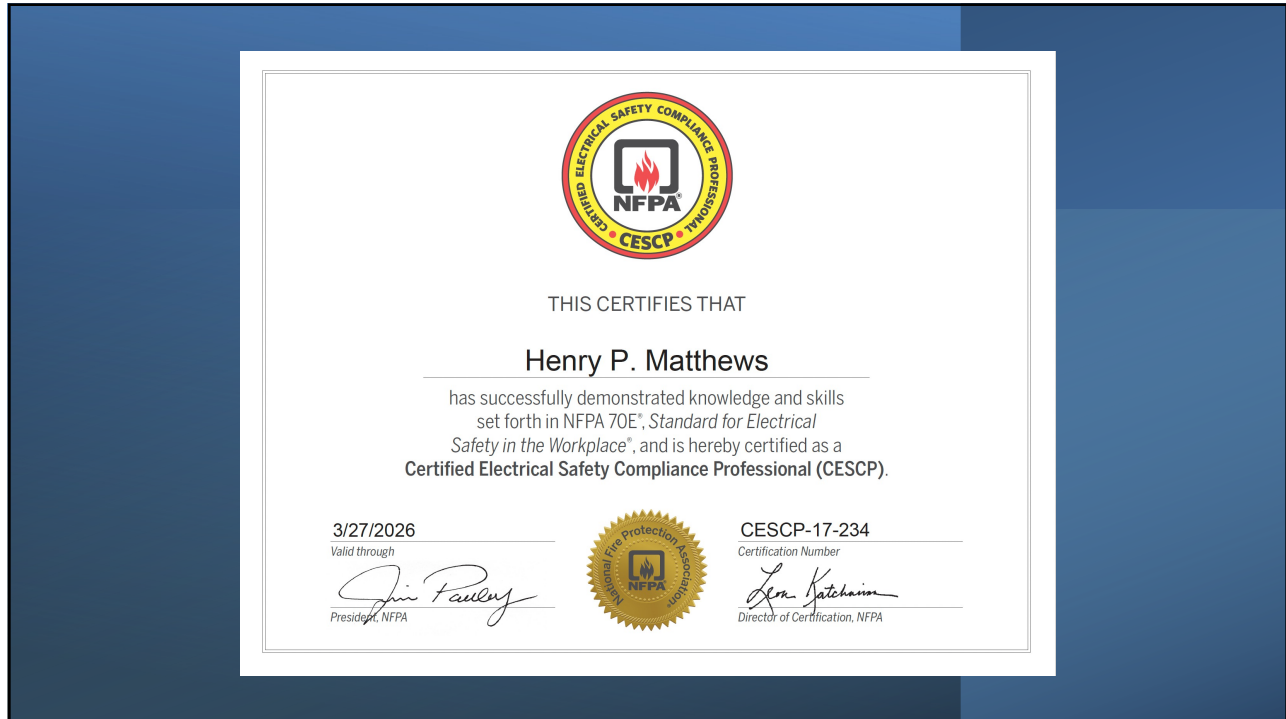 CERTIFIED ELECTRICAL SAFETY COMPLIANCE PROFESSIONAL
NFPA®
• CESCP •
THIS CERTIFIES THAT
Henry P. Matthews
has successfully demonstrated knowledge and skills
set forth in NFPA 70E®, Standard for Electrical
Safety in the Workplace®, and is hereby certified as a
Certified Electrical Safety Compliance Professional (CESCP).
3/27/2026
Valid through
Jim Pauley
President, NFPA
National Fire Protection Association®
NFPA®
CESCP-17-234
Certification Number
Director of Certification, NFPA